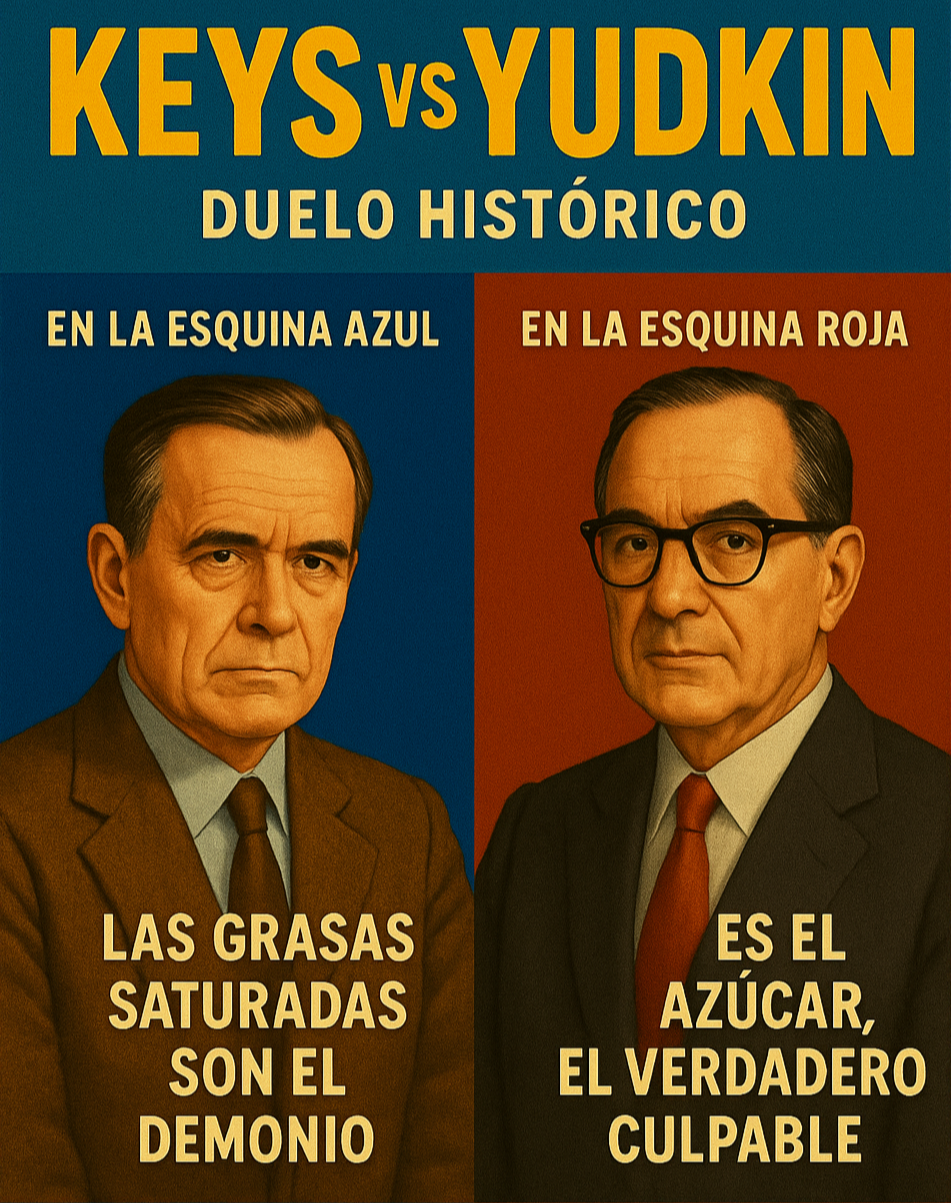 KEYS VS YUDKIN
DUELO HISTÓRICO
EN LA ESQUINA AZUL
LAS GRASAS
SATURADAS
SON EL
DEMONIO
EN LA ESQUINA ROJA
ES EL
AZÚCAR,
EL VERDADERO
CULPABLE